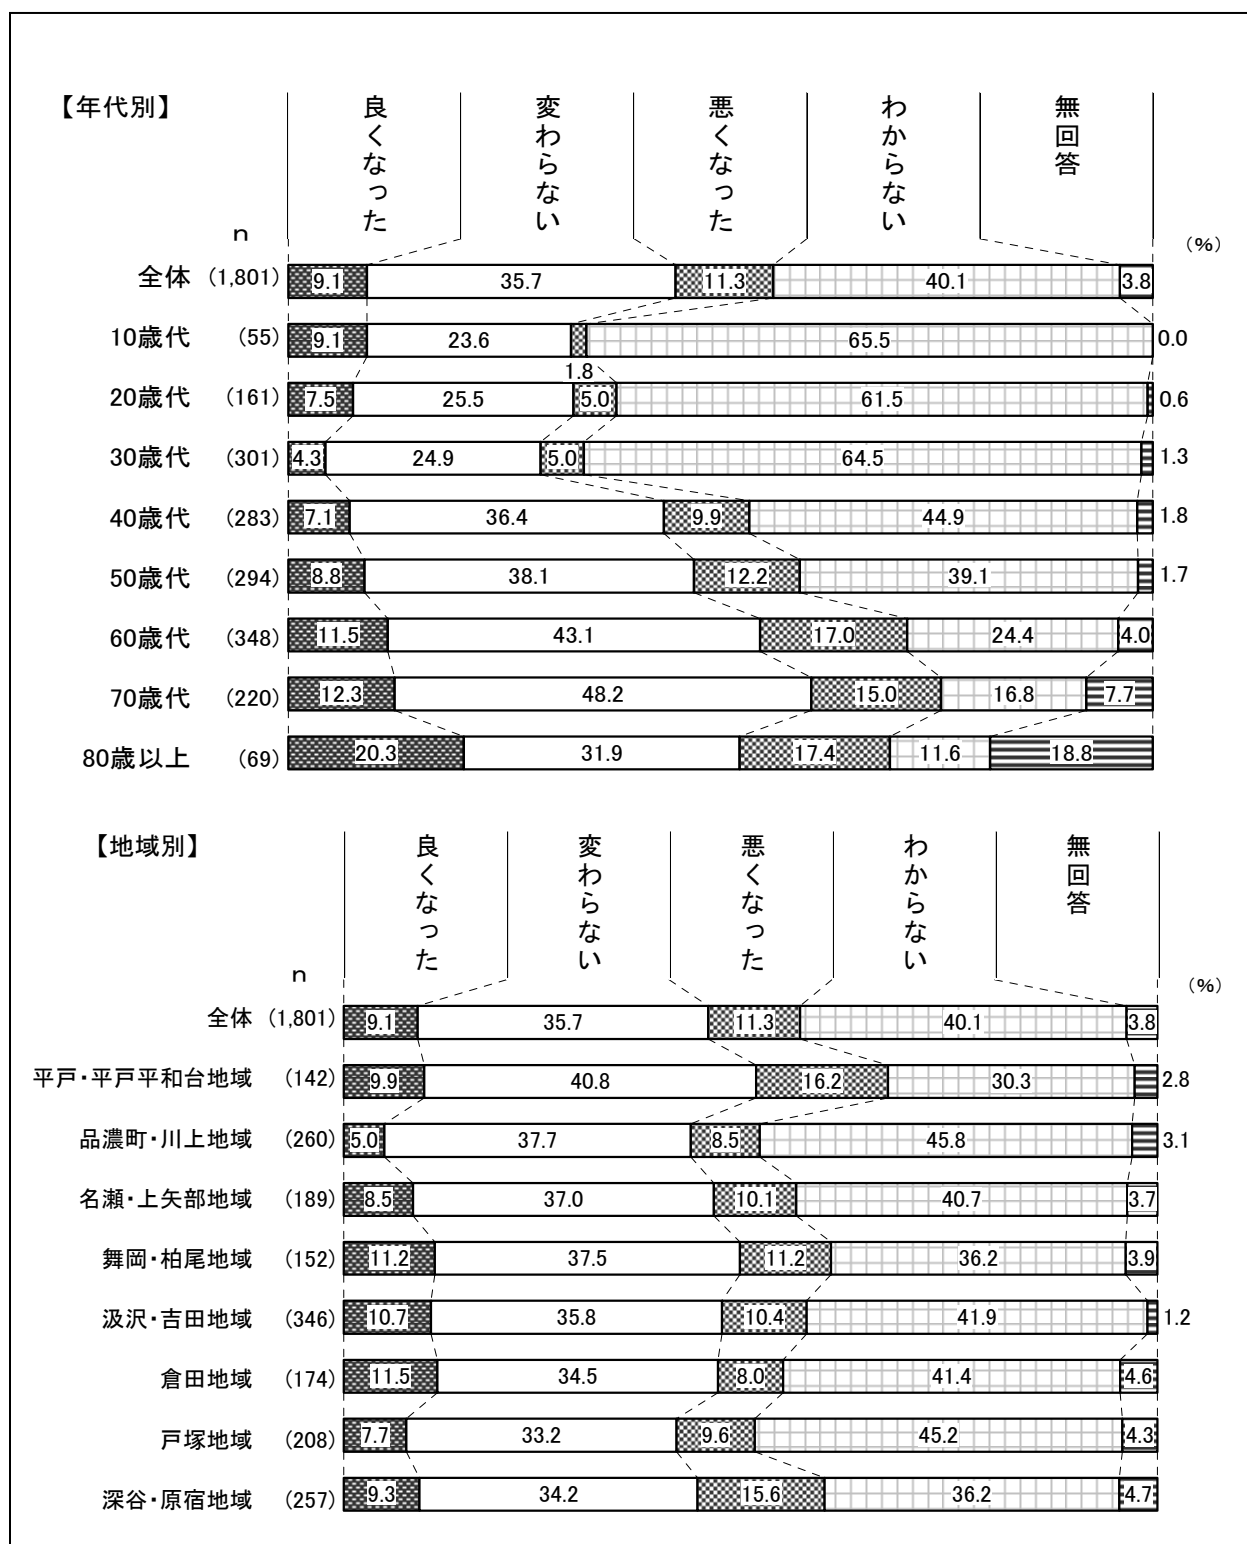 【年代別】
良くなった 変わらない 悪くなった わからない 無回答
n
(%)
全体 (1,801) 9.1 35.7 11.3 40.1 3.8
10歳代 (55) 9.1 23.6 1.8 65.5 0.0
20歳代 (161) 7.5 25.5 5.0 61.5 0.6
30歳代 (301) 4.3 24.9 5.0 64.5 1.3
40歳代 (283) 7.1 36.4 9.9 44.9 1.8
50歳代 (294) 8.8 38.1 12.2 39.1 1.7
60歳代 (348) 11.5 43.1 17.0 24.4 4.0
70歳代 (220) 12.3 48.2 15.0 16.8 7.7
80歳以上 (69) 20.3 31.9 17.4 11.6 18.8
【地域別】
良くなった 変わらない 悪くなった わからない 無回答
n
(%)
全体 (1,801) 9.1 35.7 11.3 40.1 3.8
平戸・平戸平和台地域 (142) 9.9 40.8 16.2 30.3 2.8
品濃町・川上地域 (260) 5.0 37.7 8.5 45.8 3.1
名瀬・上矢部地域 (189) 8.5 37.0 10.1 40.7 3.7
舞岡・柏尾地域 (152) 11.2 37.5 11.2 36.2 3.9
汲沢・吉田地域 (346) 10.7 35.8 10.4 41.9 1.2
倉田地域 (174) 11.5 34.5 8.0 41.4 4.6
戸塚地域 (208) 7.7 33.2 9.6 45.2 4.3
深谷・原宿地域 (257) 9.3 34.2 15.6 36.2 4.7